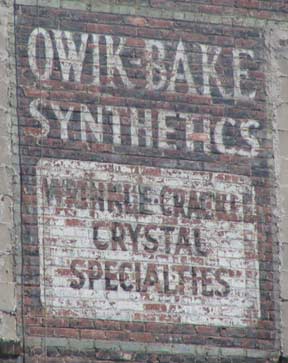 QWIK-BAKE
SYNTHETICS
WRINKLE-CRACKLE
CRYSTAL
SPECIALTIES